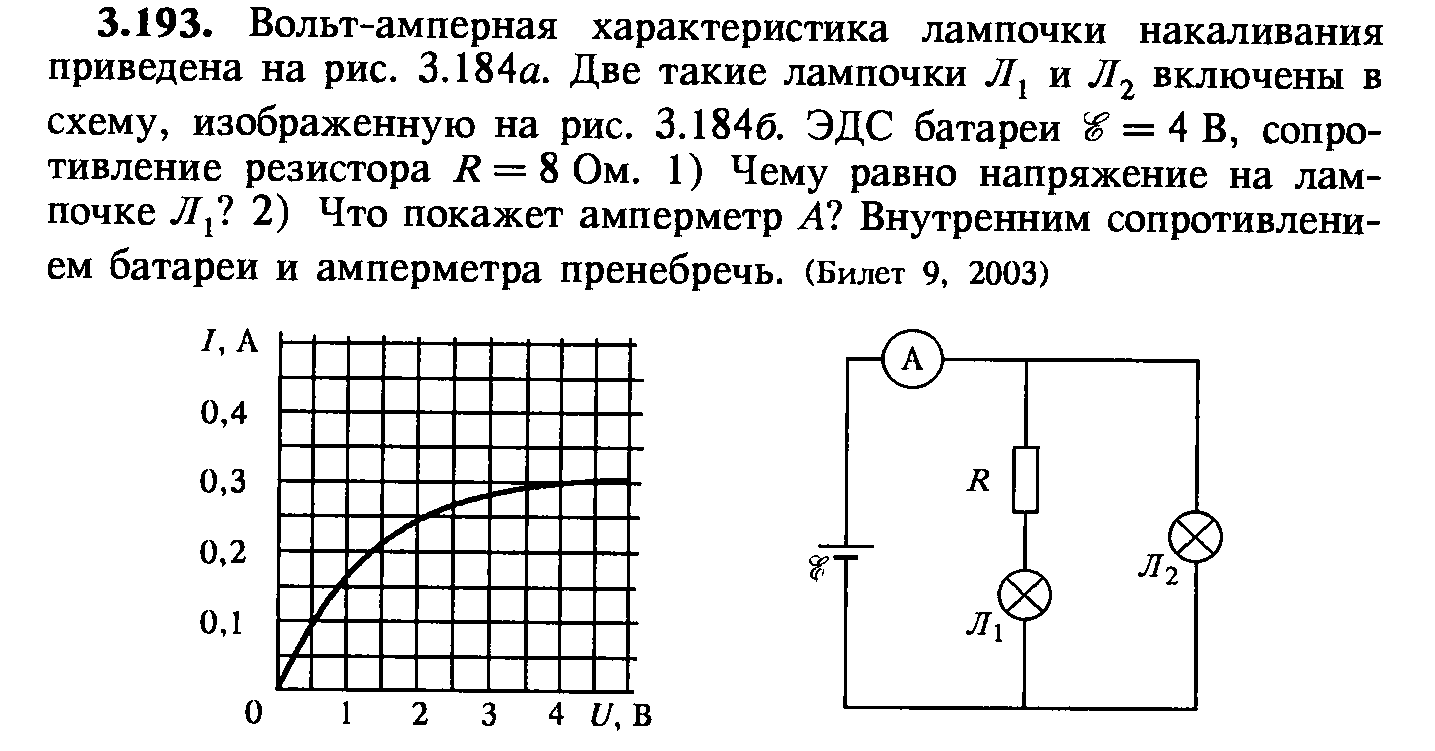 3.193. Вольт-амперная характеристика лампочки накаливания
приведена на рис. 3.184а. Две такие лампочки Л₁ и Л₂ включены в
схему, изображенную на рис. 3.184б. ЭДС батареи ℰ = 4 В, сопро-
тивление резистора R = 8 Ом. 1) Чему равно напряжение на лам-
почке Л₁? 2) Что покажет амперметр А? Внутренним сопротивлени-
ем батареи и амперметра пренебречь. (Билет 9, 2003)
I, А
0,4
0,3
0,2
0,1
0 1 2 3 4 U, В
А
R
ℰ
Л₁
Л₂